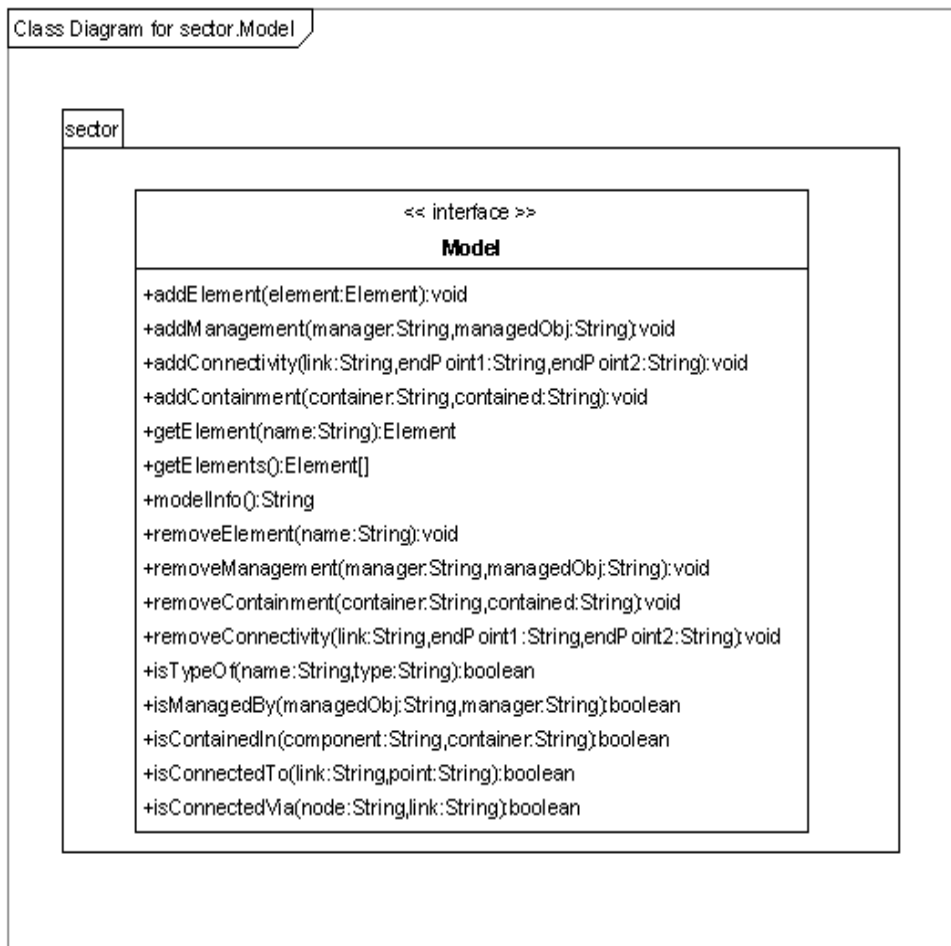 Class Diagram for sector.Model
sector
<< interface >>
Model
+addElement(element:Element):void
+addManagement(manager:String,managedObj:String):void
+addConnectivity(link:String,endPoint1:String,endPoint2:String):void
+addContainment(container:String,contained:String):void
+getElement(name:String):Element
+getElements():Element[]
+modelInfo():String
+removeElement(name:String):void
+removeManagement(manager:String,managedObj:String):void
+removeContainment(container:String,contained:String):void
+removeConnectivity(link:String,endPoint1:String,endPoint2:String):void
+isTypeOf(name:String,type:String):boolean
+isManagedBy(managedObj:String,manager:String):boolean
+isContainedIn(component:String,container:String):boolean
+isConnectedTo(link:String,point:String):boolean
+isConnectedVia(node:String,link:String):boolean